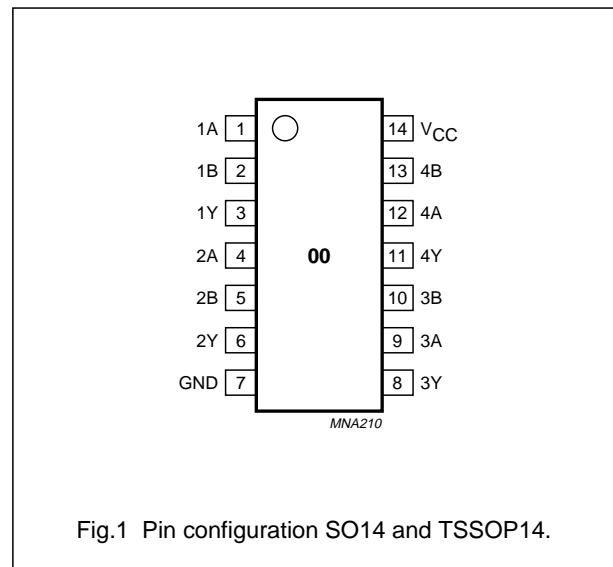 1A 1 14 VCC
1B 2 13 4B
1Y 3 12 4A
2A 4 00 11 4Y
2B 5 10 3B
2Y 6 9 3A
GND 7 8 3Y
MNA210
Fig.1 Pin configuration SO14 and TSSOP14.